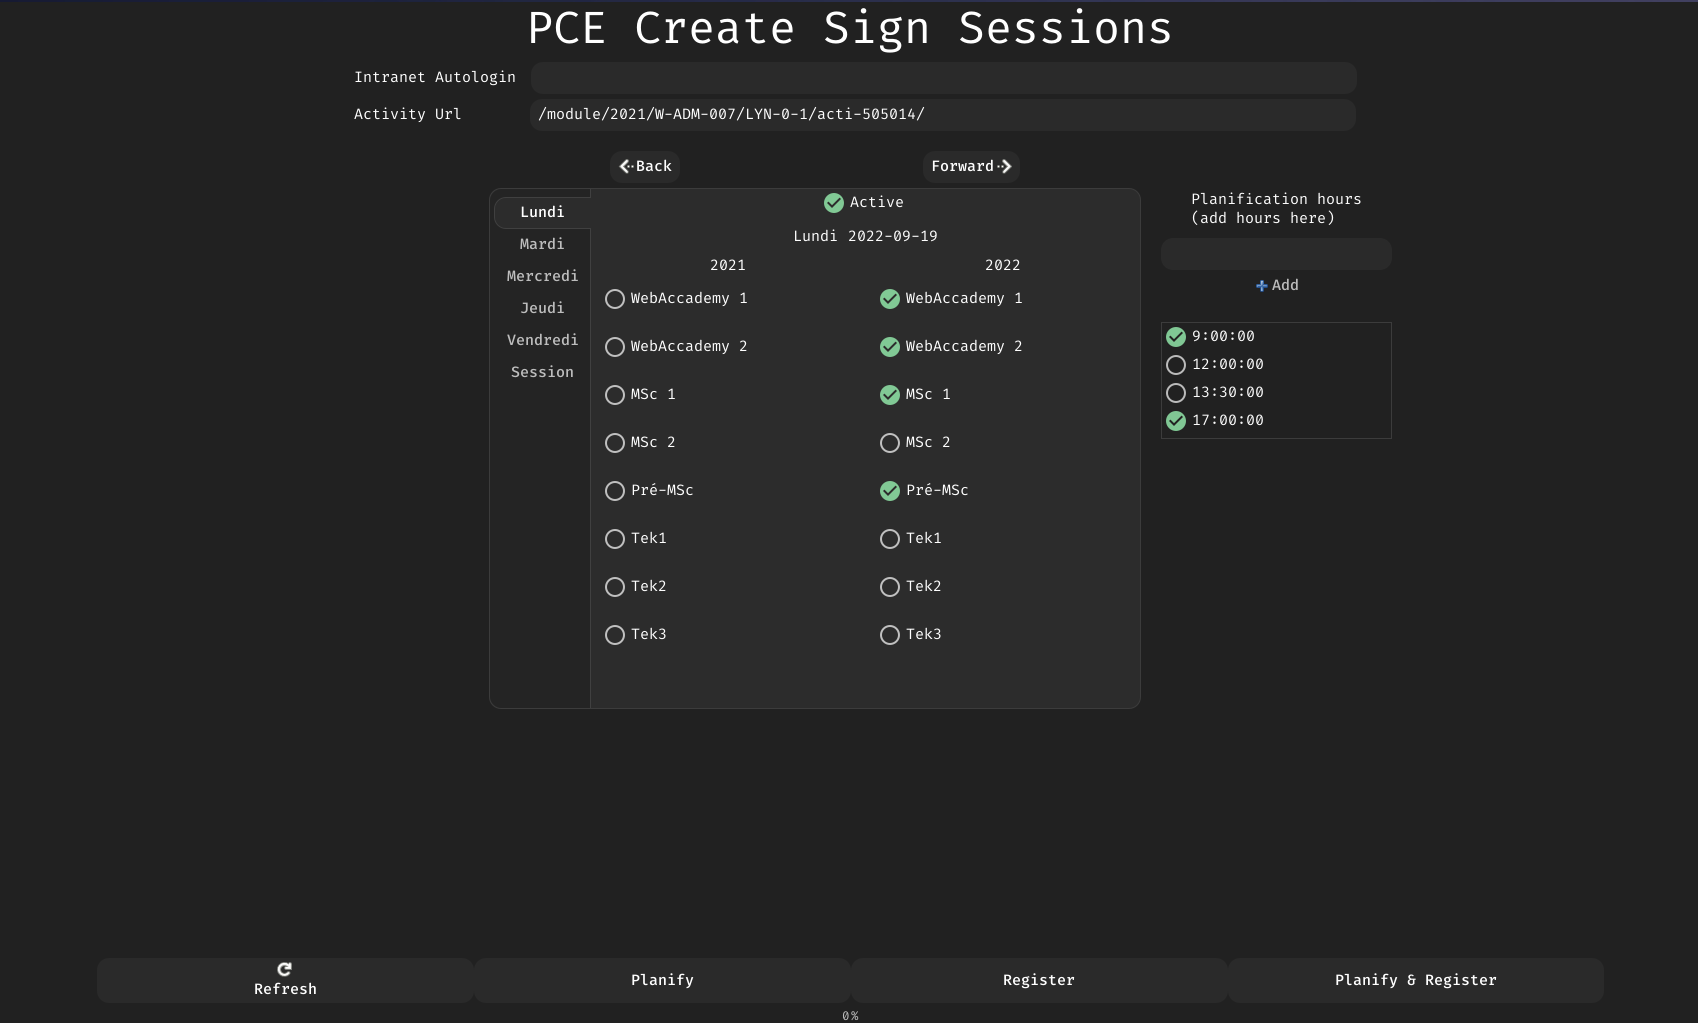 PCE Create Sign Sessions
Intranet Autologin
Activity Url
/module/2021/W-ADM-007/LYN-0-1/acti-505014/
Back
Forward
Lundi
Mardi
Mercredi
Jeudi
Vendredi
Session
Active
Lundi 2022-09-19
2021
WebAccademy 1
WebAccademy 2
MSc 1
MSc 2
Pré-MSc
Tek1
Tek2
Tek3
2022
WebAccademy 1
WebAccademy 2
MSc 1
MSc 2
Pré-MSc
Tek1
Tek2
Tek3
Planification hours
(add hours here)
Add
9:00:00
12:00:00
13:30:00
17:00:00
Refresh
Planify
Register
Planify & Register
0%